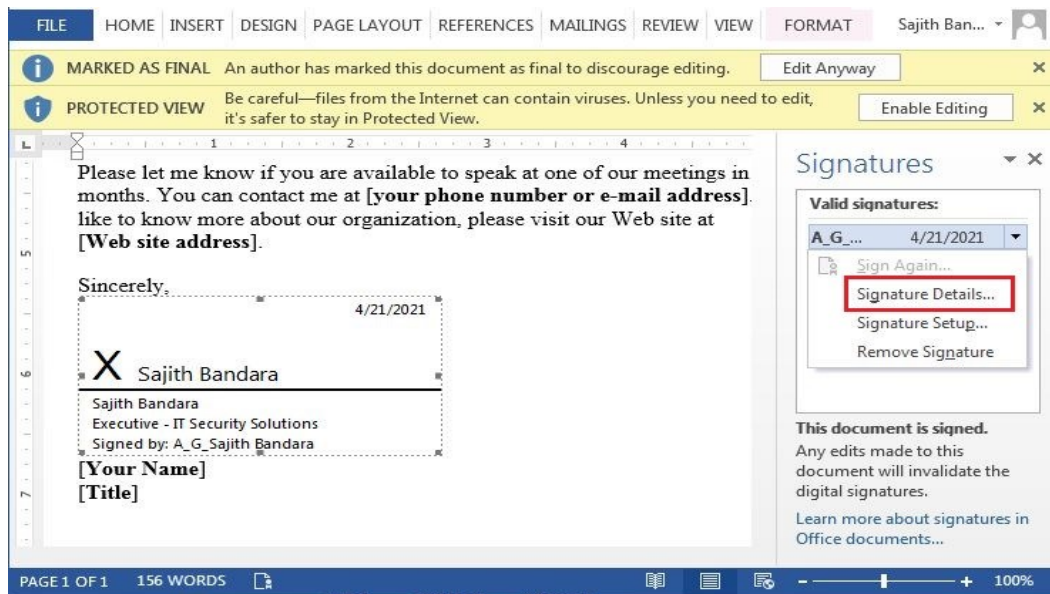 FILE HOME INSERT DESIGN PAGE LAYOUT REFERENCES MAILINGS REVIEW VIEW FORMAT Sajith Ban...
MARKED AS FINAL An author has marked this document as final to discourage editing. Edit Anyway
PROTECTED VIEW Be careful—files from the Internet can contain viruses. Unless you need to edit,
it's safer to stay in Protected View. Enable Editing
1 2 3 4
Please let me know if you are available to speak at one of our meetings in
months. You can contact me at [your phone number or e-mail address].
like to know more about our organization, please visit our Web site at
[Web site address].
Sincerely,
4/21/2021
X Sajith Bandara
Sajith Bandara
Executive - IT Security Solutions
Signed by: A_G_Sajith Bandara
[Your Name]
[Title]
5
6
7
Signatures
Valid signatures:
A_G_... 4/21/2021
Sign Again...
Signature Details...
Signature Setup...
Remove Signature
This document is signed.
Any edits made to this
document will invalidate the
digital signatures.
Learn more about signatures in
Office documents...
PAGE 1 OF 1 156 WORDS 100%